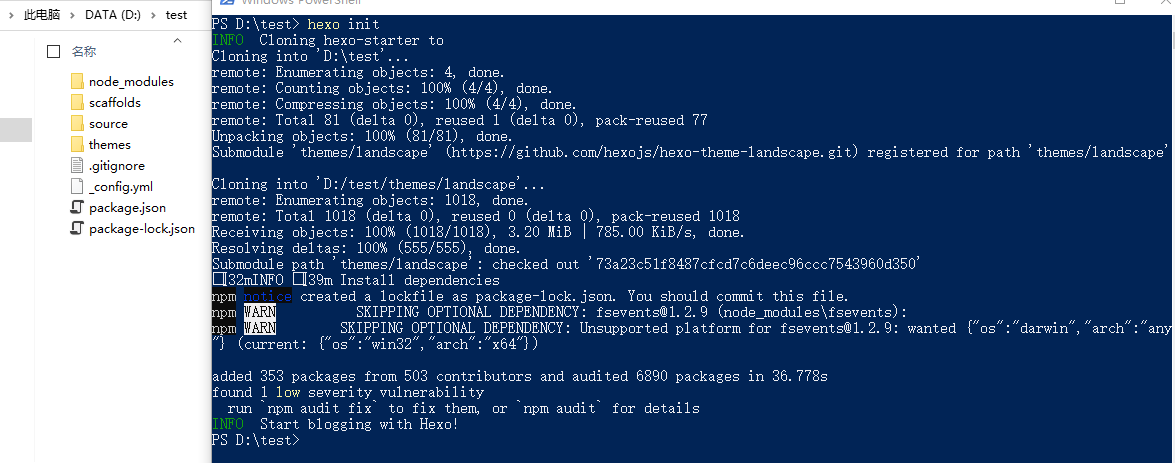 此电脑 > DATA (D:) > test
名称
node_modules
scaffolds
source
themes
.gitignore
_config.yml
package.json
package-lock.json
Windows PowerShell
PS D:\test> hexo init
INFO  Cloning hexo-starter to
Cloning into 'D:\test'...
remote: Enumerating objects: 4, done.
remote: Counting objects: 100% (4/4), done.
remote: Compressing objects: 100% (4/4), done.
remote: Total 81 (delta 0), reused 1 (delta 0), pack-reused 77
Unpacking objects: 100% (81/81), done.
Submodule 'themes/landscape' (https://github.com/hexojs/hexo-theme-landscape.git) registered for path 'themes/landscape'
Cloning into 'D:/test/themes/landscape'...
remote: Enumerating objects: 1018, done.
remote: Total 1018 (delta 0), reused 0 (delta 0), pack-reused 1018
Receiving objects: 100% (1018/1018), 3.20 MiB | 785.00 KiB/s, done.
Resolving deltas: 100% (555/555), done.
Submodule path 'themes/landscape': checked out '73a23c51f8487cfcd7c6deec96ccc7543960d350'
□[32mINFO □[39m Install dependencies
npm notice created a lockfile as package-lock.json. You should commit this file.
npm WARN SKIPPING OPTIONAL DEPENDENCY: fsevents@1.2.9 (node_modules\fsevents):
npm WARN SKIPPING OPTIONAL DEPENDENCY: Unsupported platform for fsevents@1.2.9: wanted {"os":"darwin","arch":"any
"} (current: {"os":"win32","arch":"x64"})
added 353 packages from 503 contributors and audited 6890 packages in 36.778s
found 1 low severity vulnerability
run `npm audit fix` to fix them, or `npm audit` for details
INFO  Start blogging with Hexo!
PS D:\test>